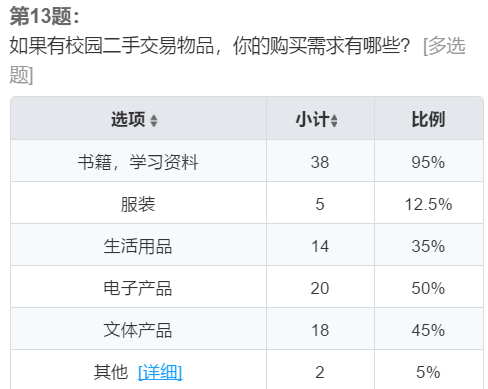 第13题：
如果有校园二手交易物品，你的购买需求有哪些？ [多选
题]
选项 小计 比例
书籍，学习资料 38 95%
服装 5 12.5%
生活用品 14 35%
电子产品 20 50%
文体产品 18 45%
其他 [详细] 2 5%